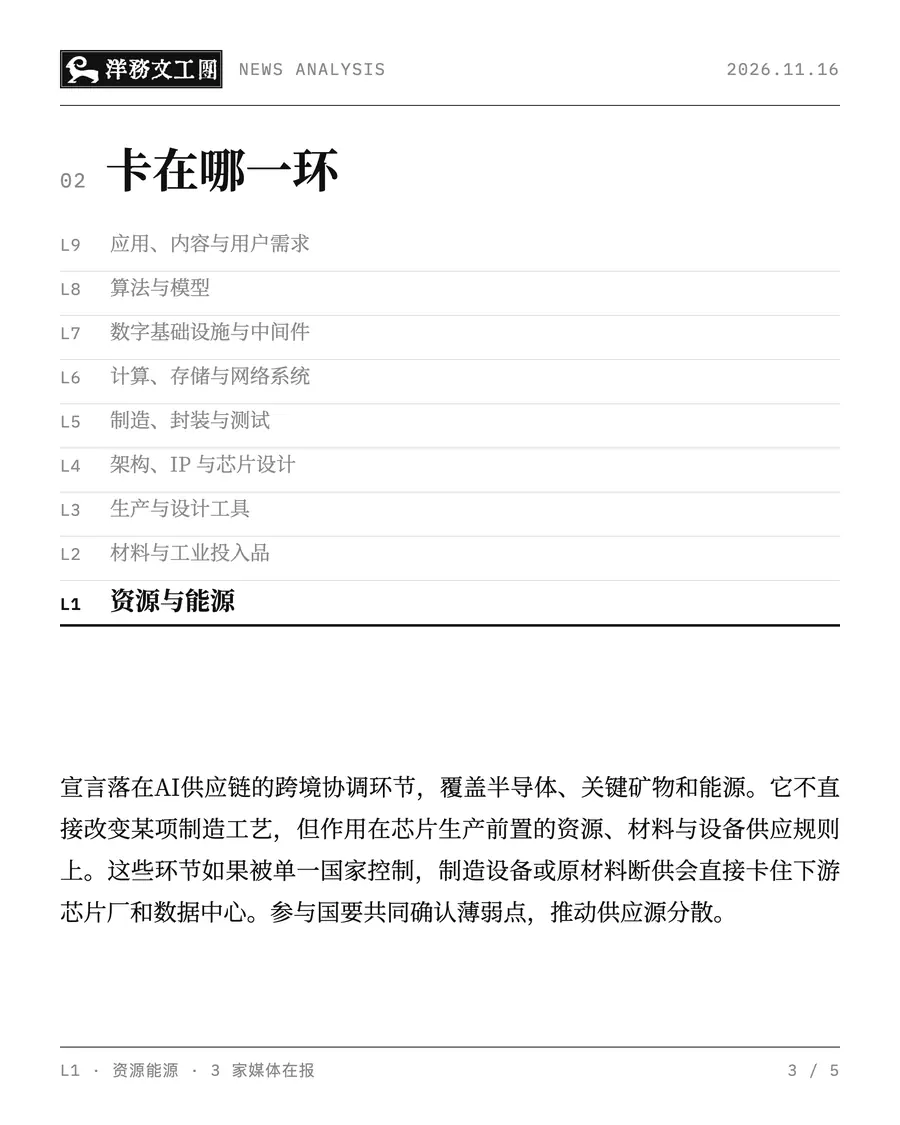 洋務文工團 NEWS ANALYSIS 2026.11.16
02 卡在哪一环
L9 应用、内容与用户需求
L8 算法与模型
L7 数字基础设施与中间件
L6 计算、存储与网络系统
L5 制造、封装与测试
L4 架构、IP 与芯片设计
L3 生产与设计工具
L2 材料与工业投入品
L1 资源与能源
宣言落在AI供应链的跨境协调环节，覆盖半导体、关键矿物和能源。它不直
接改变某项制造工艺，但作用在芯片生产前置的资源、材料与设备供应规则
上。这些环节如果被单一国家控制，制造设备或原材料断供会直接卡住下游
芯片厂和数据中心。参与国要共同确认薄弱点，推动供应源分散。
L1 · 资源能源 · 3 家媒体在报 3 / 5